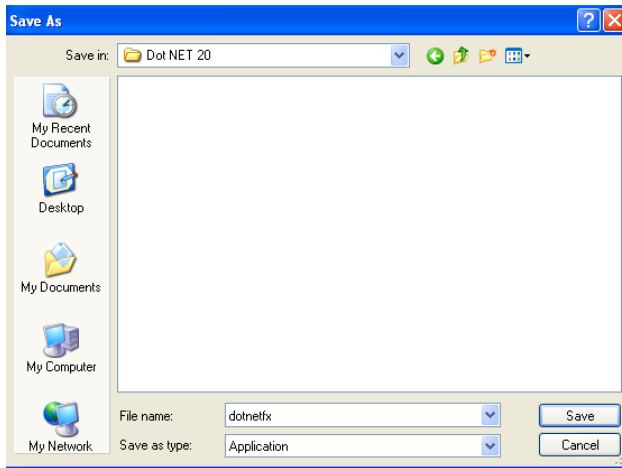 Save As
Save in: Dot NET 20
My Recent
Documents
Desktop
My Documents
My Computer
My Network
File name: dotnetfx Save
Save as type: Application Cancel